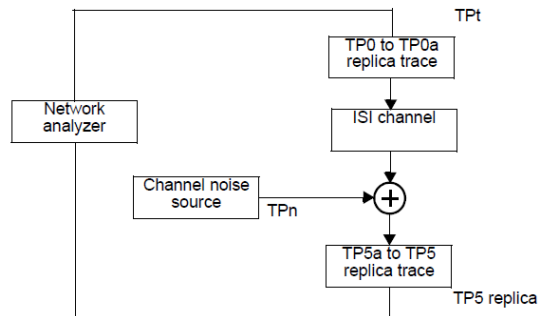 TPt
TP0 to TP0a
replica trace
Network
analyzer
ISI channel
Channel noise
source
TPn
TP5a to TP5
replica trace
TP5 replica